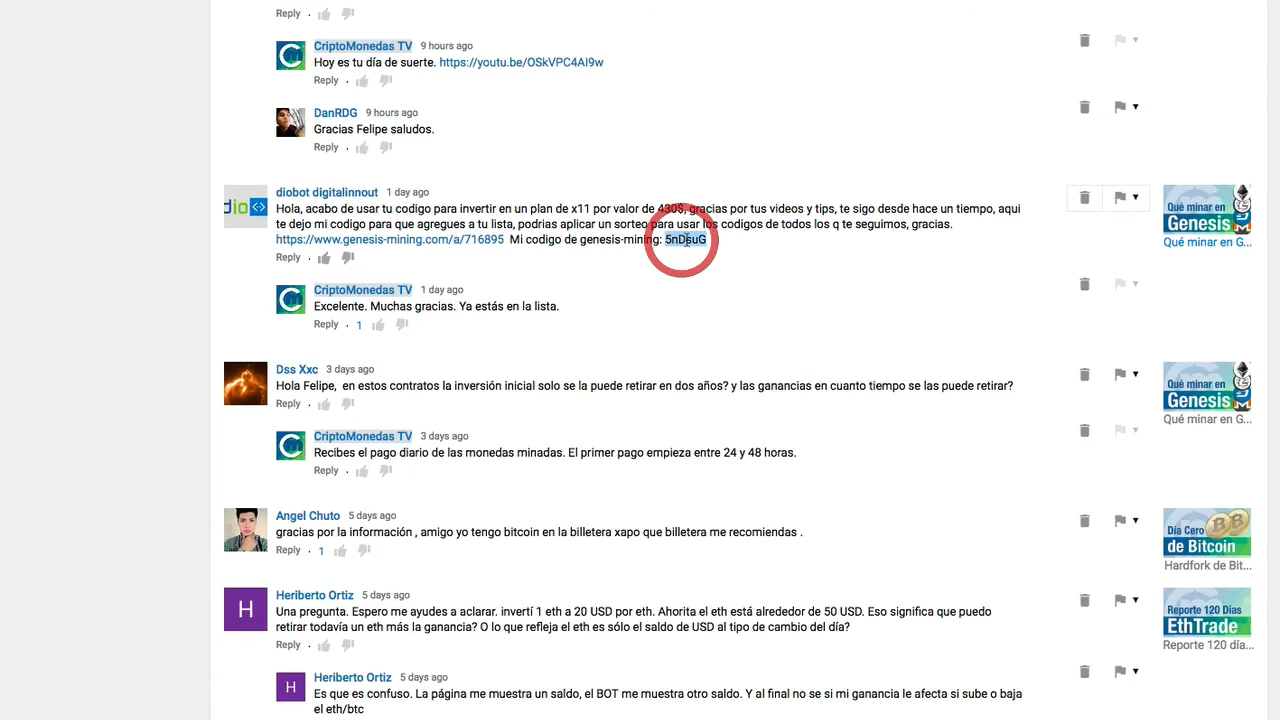 Reply
CriptoMonedas TV 9 hours ago
Hoy es tu día de suerte. https://youtu.be/OSkVPC4AI9w
Reply
DanRDG 9 hours ago
Gracias Felipe saludos.
Reply
dio <>
diobot digitalinnout 1 day ago
Hola, acabo de usar tu codigo para invertir en un plan de x11 por valor de 430$, gracias por tus videos y tips, te sigo desde hace un tiempo, aqui
te dejo mi codigo para que agregues a tu lista, podrias aplicar un sorteo para usar los codigos de todos los q te seguimos, gracias.
https://www.genesis-mining.com/a/716895 Mi codigo de genesis-mining: 5nDsuG
Reply
Qué minar en
Genesis
Qué minar en G...
CriptoMonedas TV 1 day ago
Excelente. Muchas gracias. Ya estás en la lista.
Reply 1
Dss Xxc 3 days ago
Hola Felipe, en estos contratos la inversión inicial solo se la puede retirar en dos años? y las ganancias en cuanto tiempo se las puede retirar?
Reply
Qué minar en
Genesis
Qué minar en G...
CriptoMonedas TV 3 days ago
Recibes el pago diario de las monedas minadas. El primer pago empieza entre 24 y 48 horas.
Reply
Angel Chuto 5 days ago
gracias por la información , amigo yo tengo bitcoin en la billetera xapo que billetera me recomiendas .
Reply 1
Día Cero
de Bitcoin
Hardfork de Bit...
H
Heriberto Ortiz 5 days ago
Una pregunta. Espero me ayudes a aclarar. invertí 1 eth a 20 USD por eth. Ahorita el eth está alrededor de 50 USD. Eso significa que puedo
retirar todavía un eth más la ganancia? O lo que refleja el eth es sólo el saldo de USD al tipo de cambio del día?
Reply
Reporte 120 Días
EthTrade
Reporte 120 día...
H
Heriberto Ortiz 5 days ago
Es que es confuso. La página me muestra un saldo, el BOT me muestra otro saldo. Y al final no se si mi ganancia le afecta si sube o baja
el eth/btc